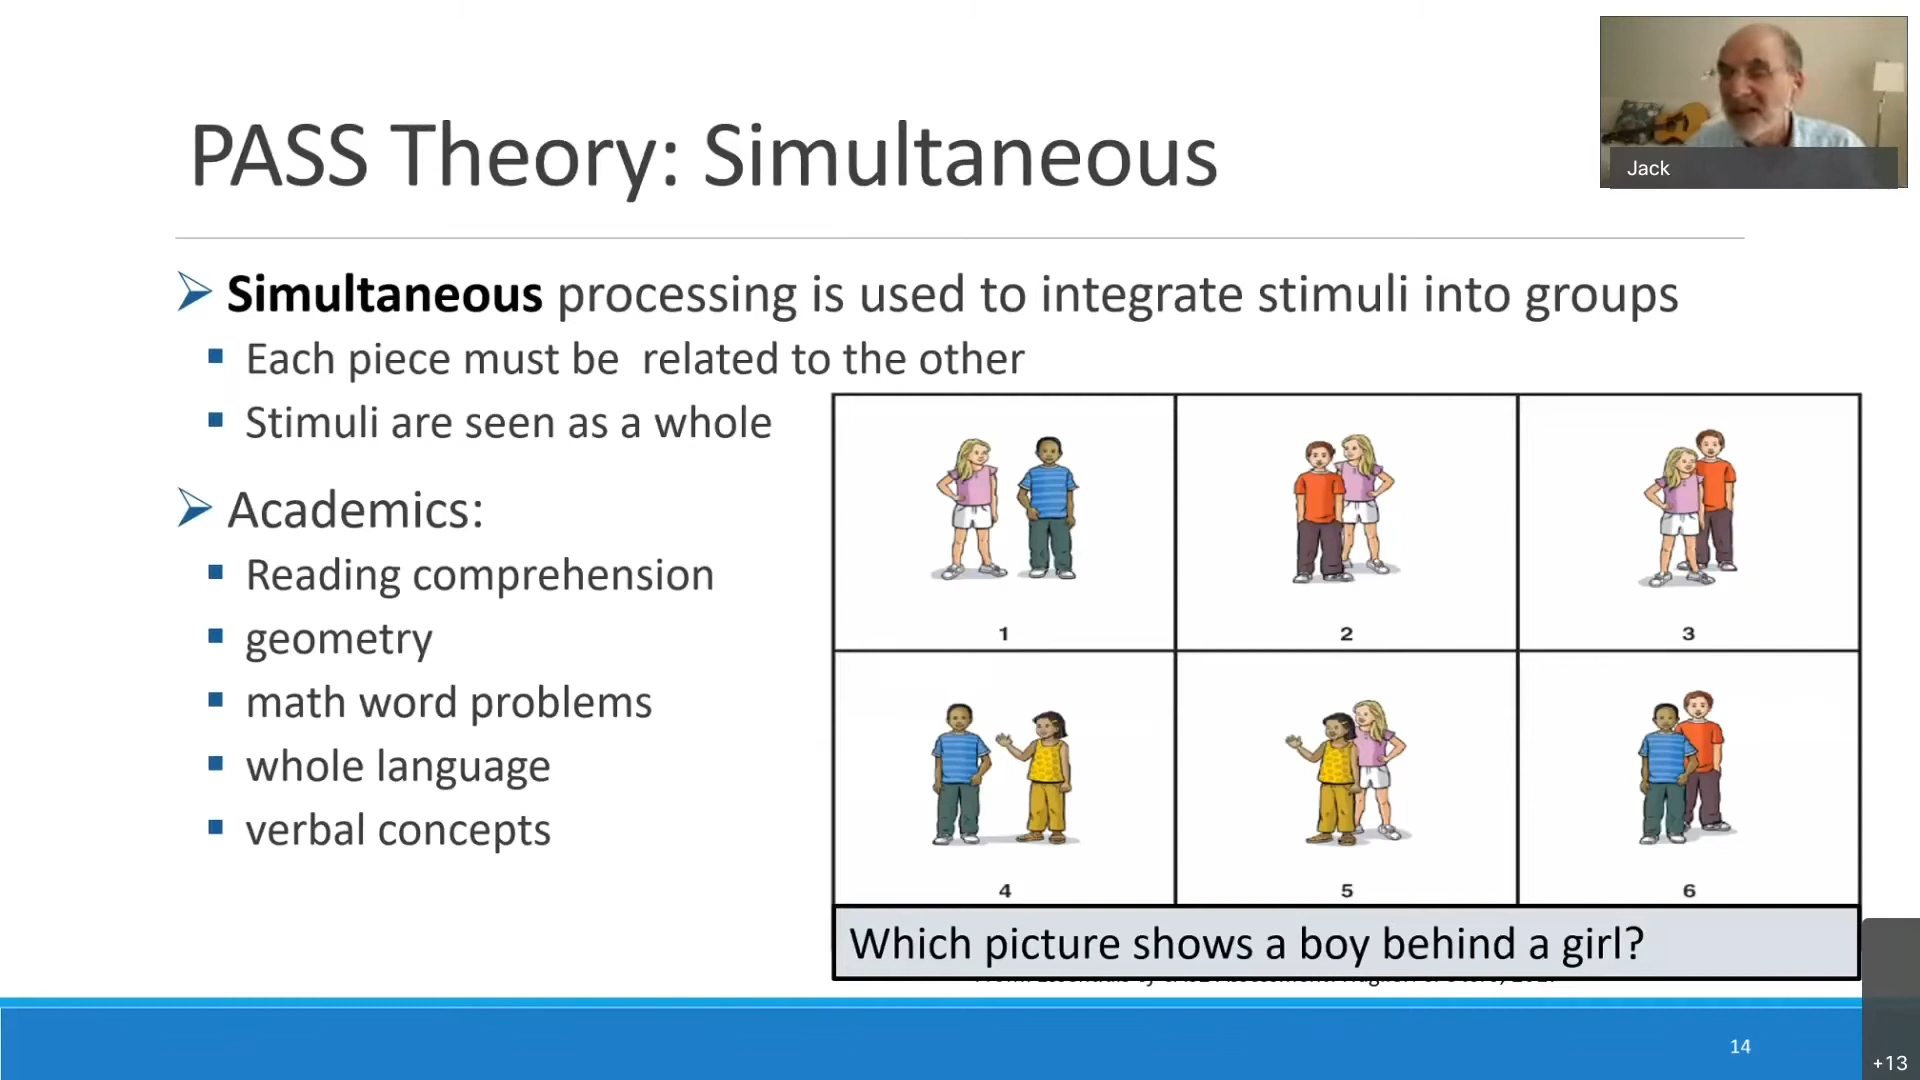 Jack
PASS Theory: Simultaneous
Simultaneous processing is used to integrate stimuli into groups
Each piece must be related to the other
Stimuli are seen as a whole
Academics:
Reading comprehension
geometry
math word problems
whole language
verbal concepts
1
2
3
4
5
6
Which picture shows a boy behind a girl?
14
+13